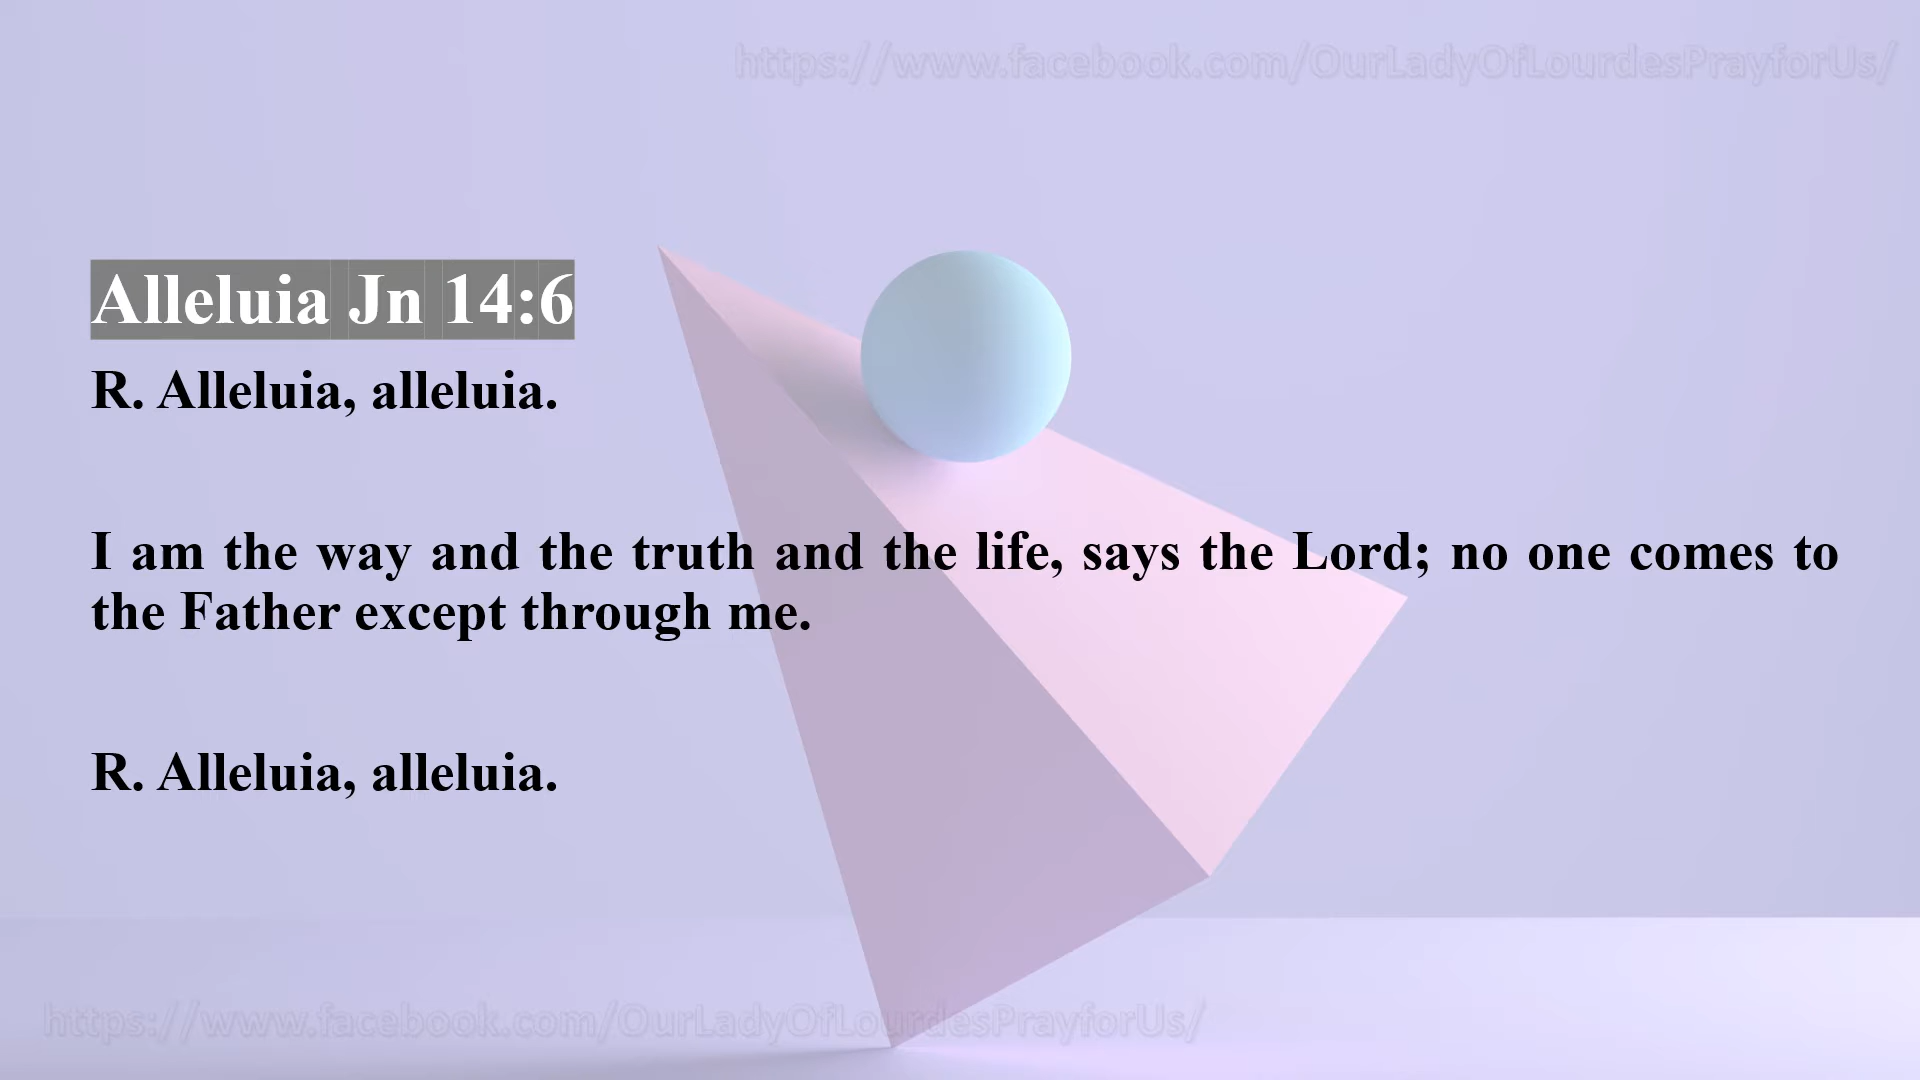 https://www.facebook.com/OurLadyOfLourdesPrayforUs/
Alleluia Jn 14:6
R. Alleluia, alleluia.
I am the way and the truth and the life, says the Lord; no one comes to
the Father except through me.
R. Alleluia, alleluia.
https://www.facebook.com/OurLadyOfLourdesPrayforUs/